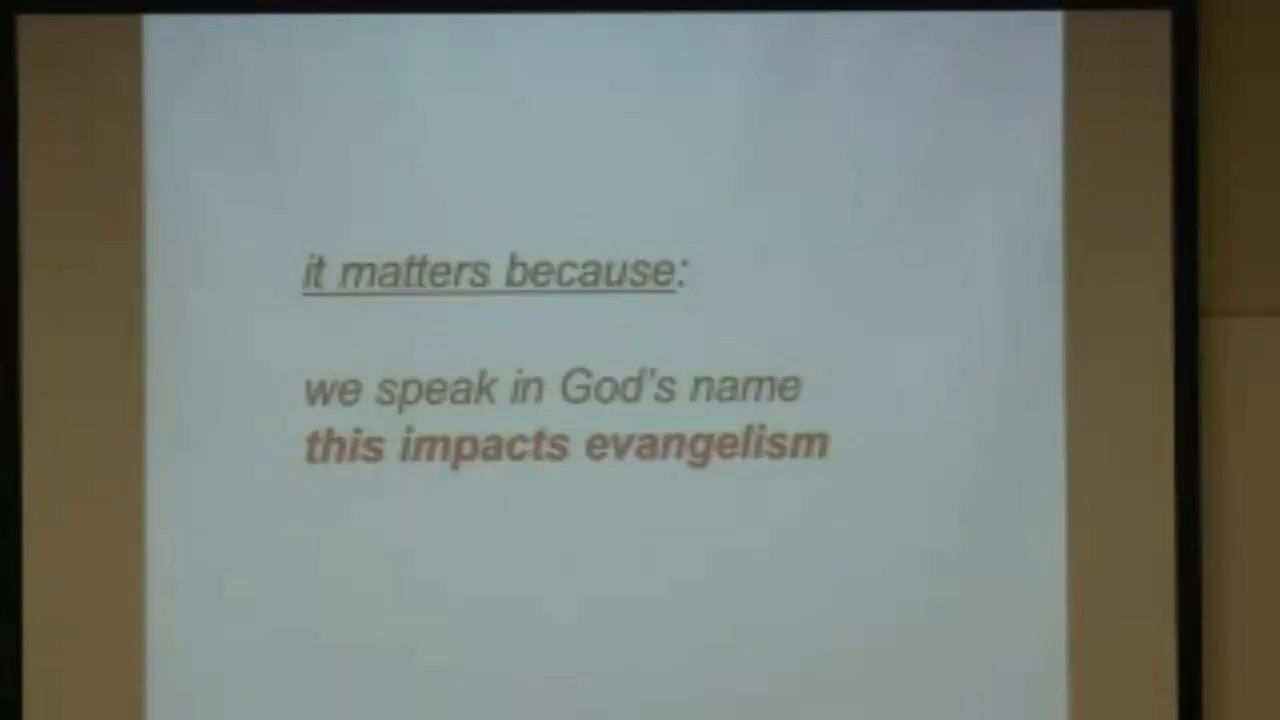 it matters because:
we speak in God's name
this impacts evangelism